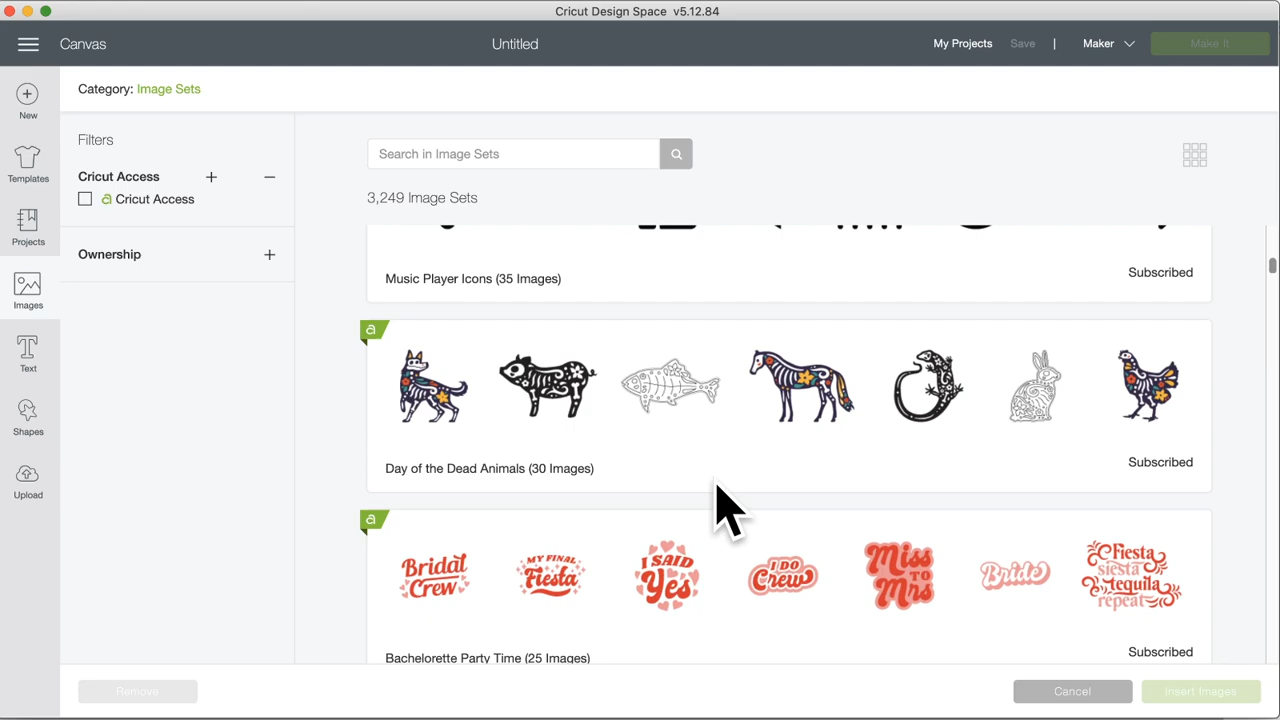 Cricut Design Space v5.12.84
Canvas
Untitled
My Projects Save | Maker Make It
Category: Image Sets
New
Templates
Projects
Images
Text
Shapes
Upload
Filters
Cricut Access + −
a Cricut Access
Ownership +
Search in Image Sets
3,249 Image Sets
Music Player Icons (35 Images)
Subscribed
a
Day of the Dead Animals (30 Images)
Subscribed
a
Bridal
Crew
MY FINAL
Fiesta
I SAID
Yes
I DO
Crew
Miss
TO
Mrs
Bride
Fiesta
siesta
tequila
repeat
Bachelorette Party Time (25 Images)
Subscribed
Remove
Cancel
Insert Images